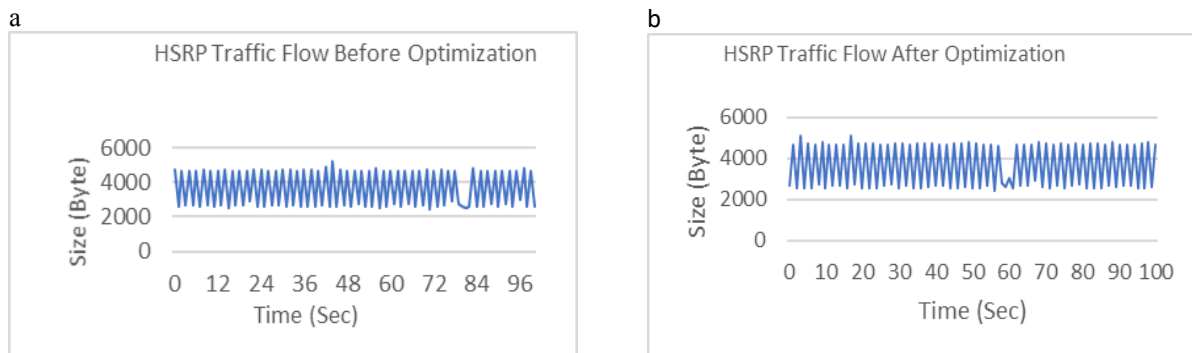 a
HSRP Traffic Flow Before Optimization
6000
4000
2000
0
Size (Byte)
0 12 24 36 48 60 72 84 96
Time (Sec)
b
HSRP Traffic Flow After Optimization
6000
4000
2000
0
Size (Byte)
0 10 20 30 40 50 60 70 80 90 100
Time (Sec)